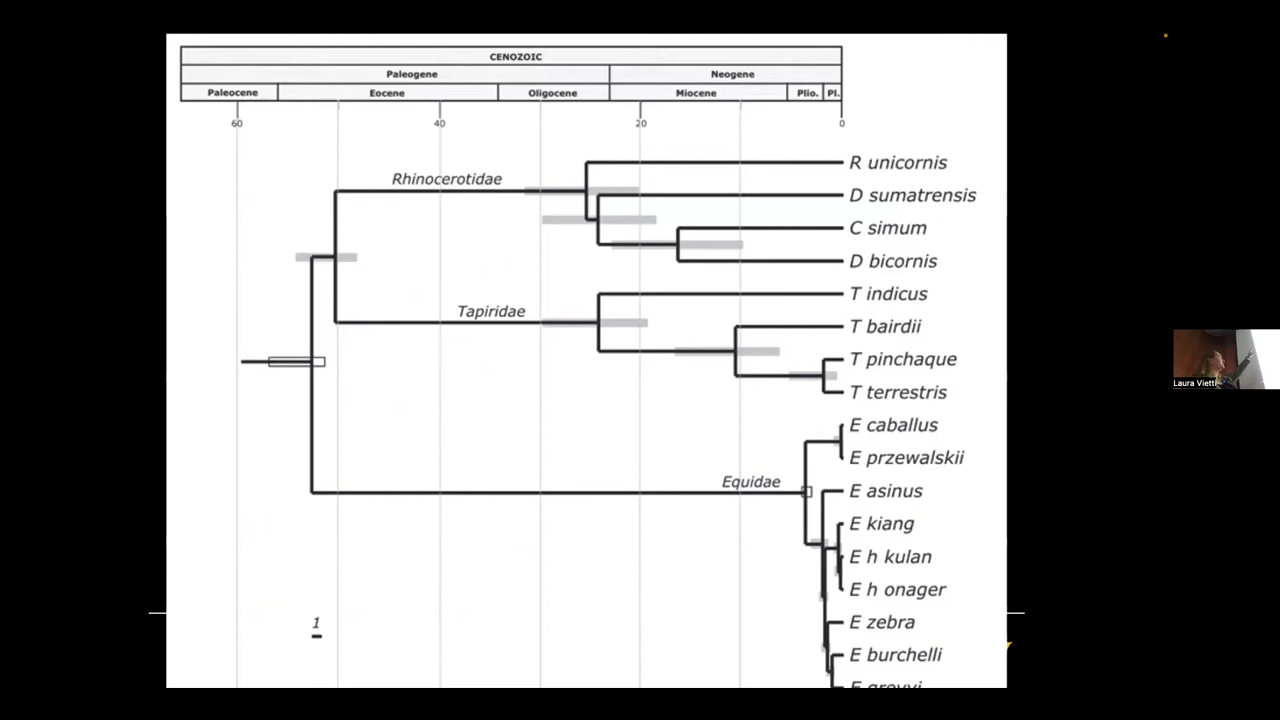 CENOZOIC
Paleogene Neogene
Paleocene Eocene Oligocene Miocene Plio. Pl.
60 40 20 0
R unicornis
Rhinocerotidae
D sumatrensis
C simum
D bicornis
T indicus
Tapiridae
T bairdii
T pinchaque
T terrestris
E caballus
E przewalskii
Equidae
E asinus
E kiang
E h kulan
E h onager
1
E zebra
E burchelli
Laura Vietti